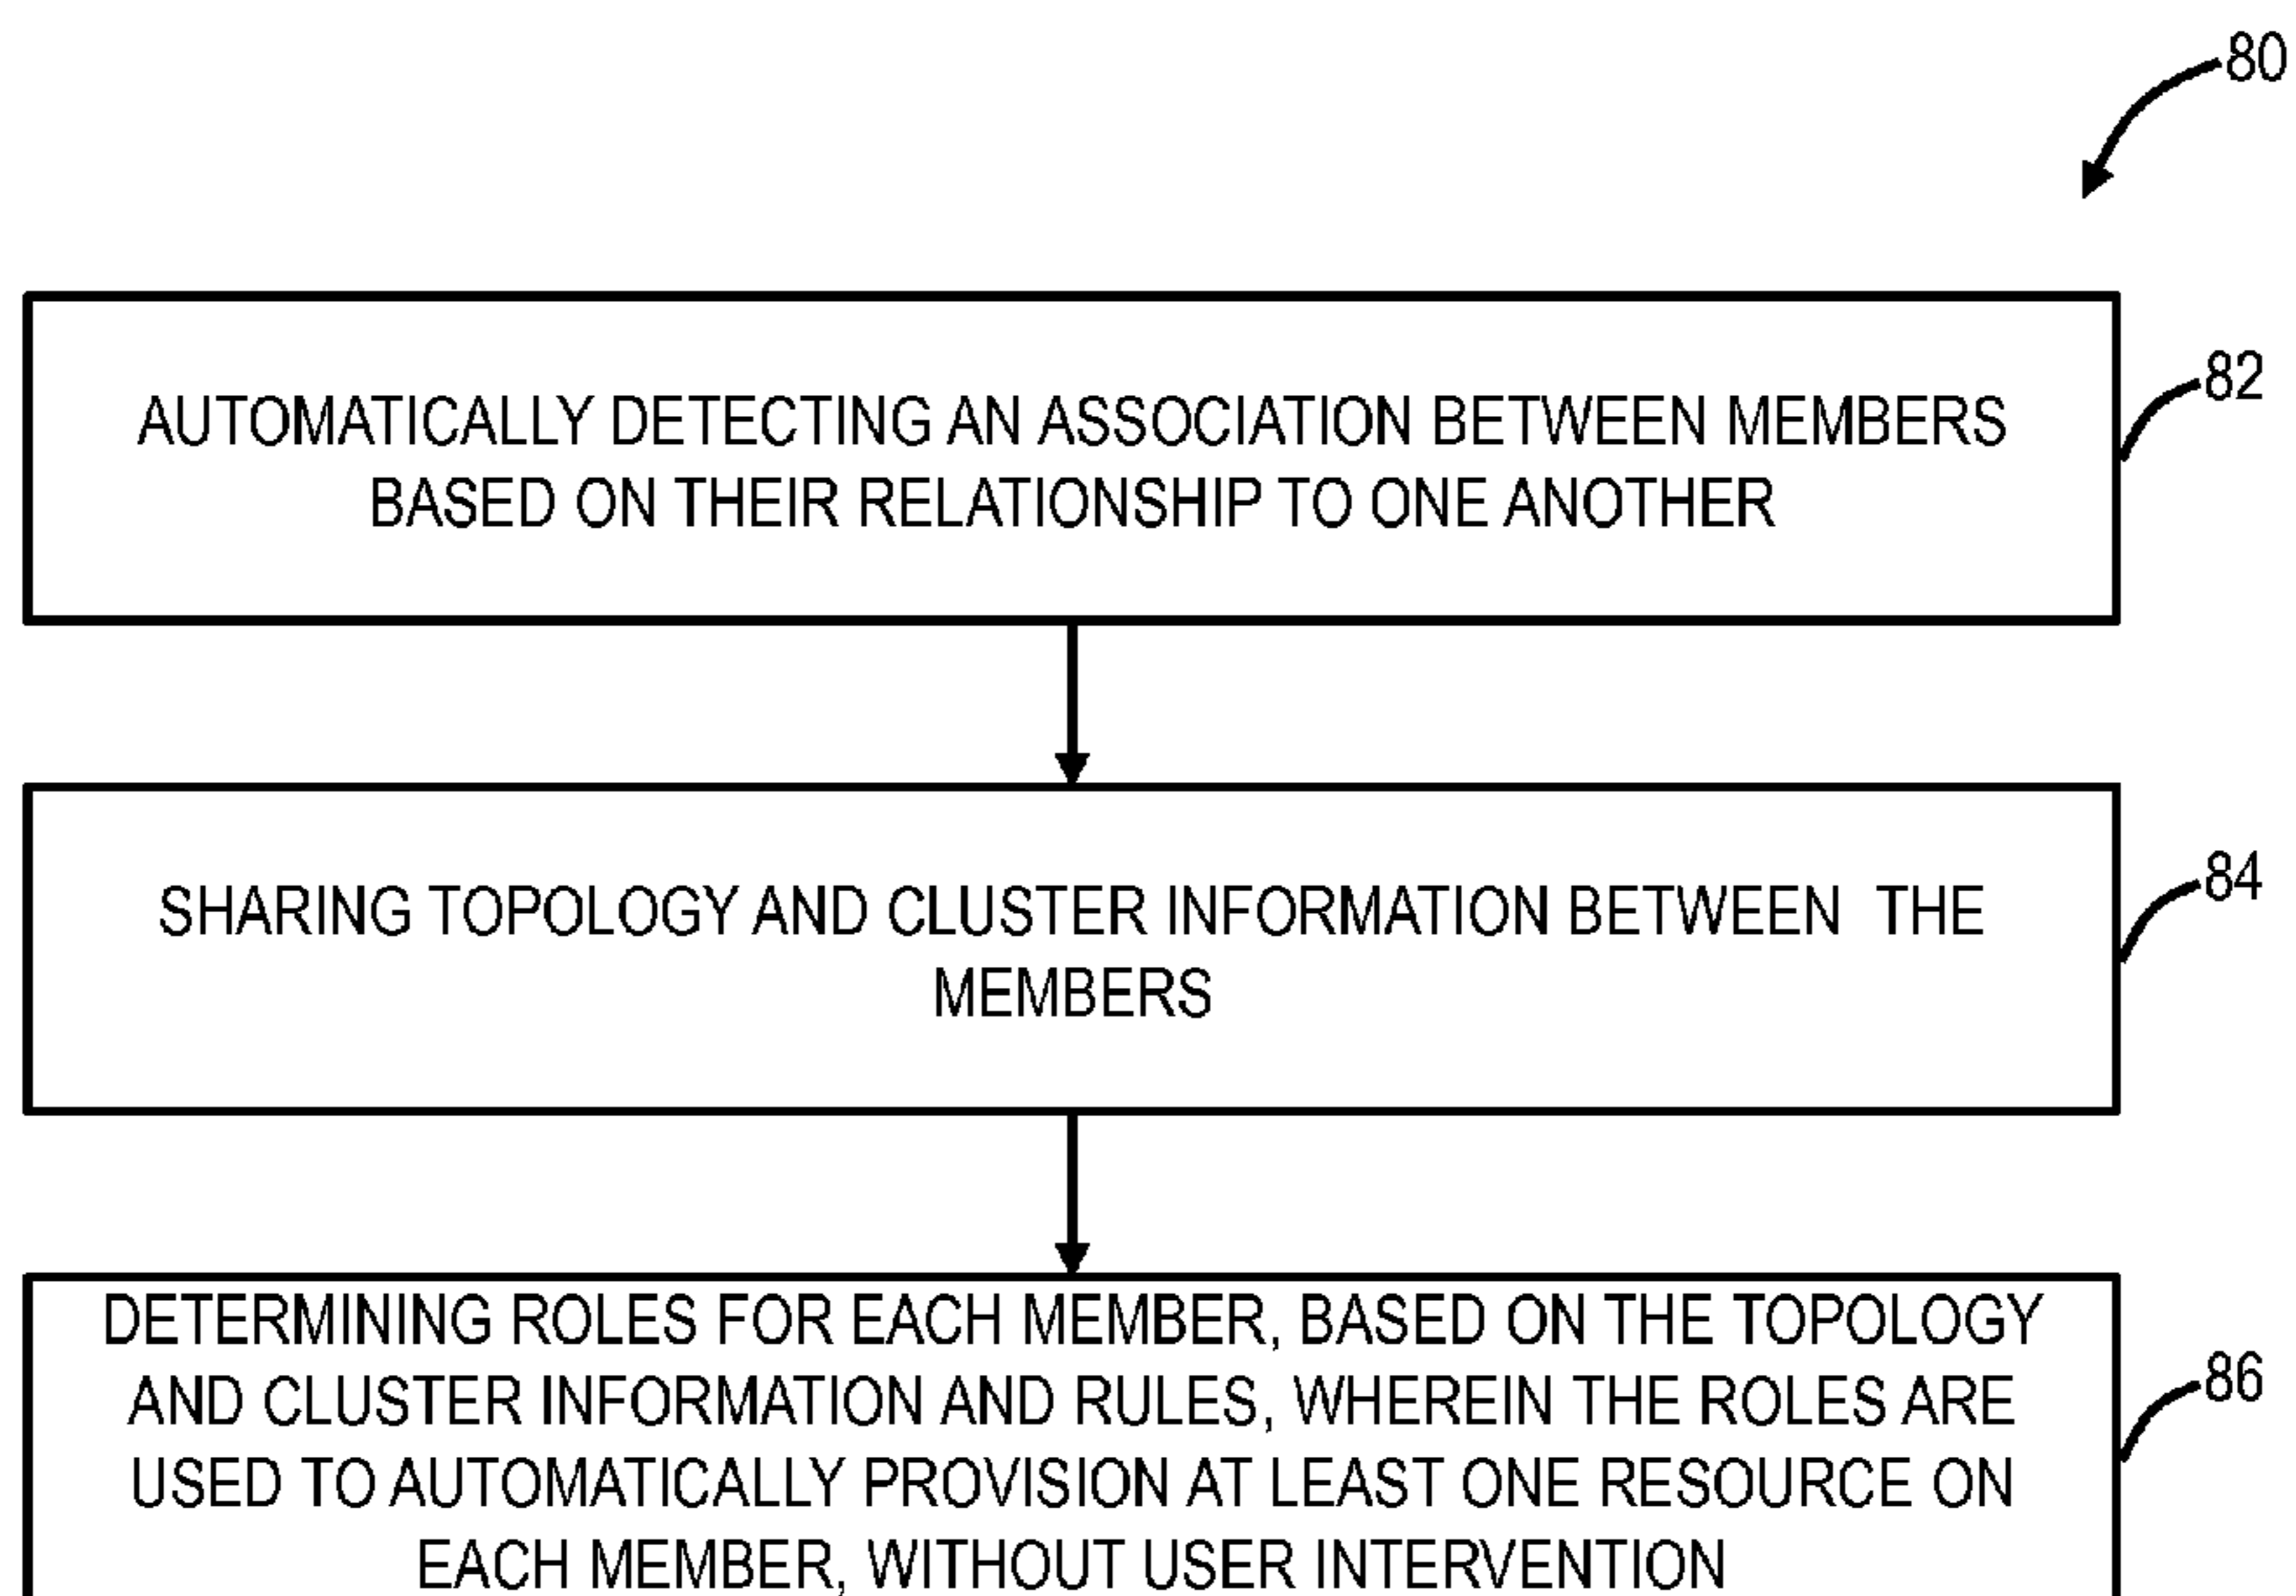 80
AUTOMATICALLY DETECTING AN ASSOCIATION BETWEEN MEMBERS
BASED ON THEIR RELATIONSHIP TO ONE ANOTHER
82
SHARING TOPOLOGY AND CLUSTER INFORMATION BETWEEN THE
MEMBERS
84
DETERMINING ROLES FOR EACH MEMBER, BASED ON THE TOPOLOGY
AND CLUSTER INFORMATION AND RULES, WHEREIN THE ROLES ARE
USED TO AUTOMATICALLY PROVISION AT LEAST ONE RESOURCE ON
EACH MEMBER, WITHOUT USER INTERVENTION
86